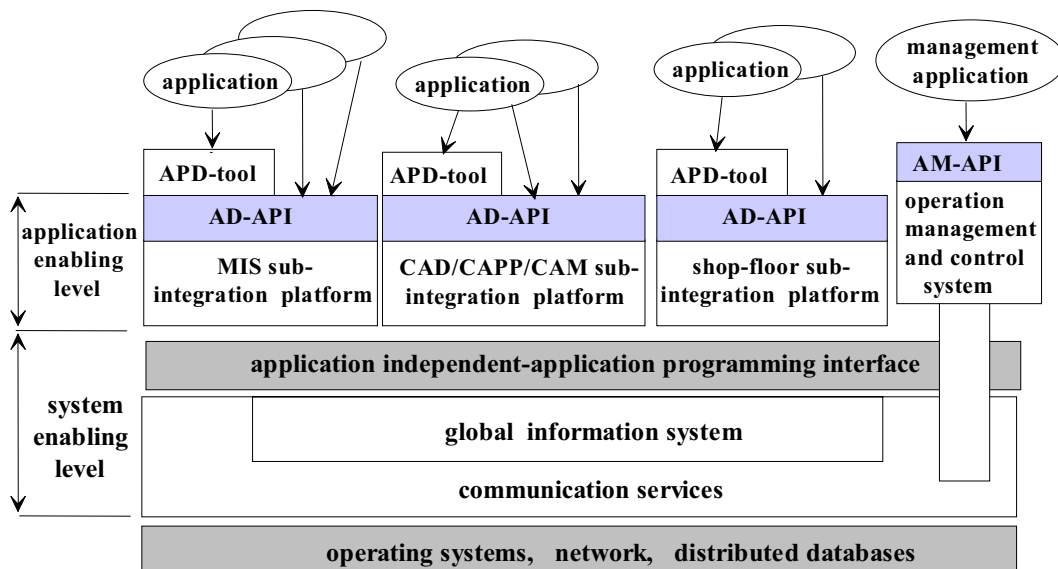 management
application
application
application
application
APD-tool
APD-tool
APD-tool
AM-API
application
enabling
level
AD-API
AD-API
AD-API
MIS sub-
integration platform
CAD/CAPP/CAM sub-
integration platform
shop-floor sub-
integration platform
operation
management
and control
system
system
enabling
level
application independent-application programming interface
global information system
communication services
operating systems, network, distributed databases